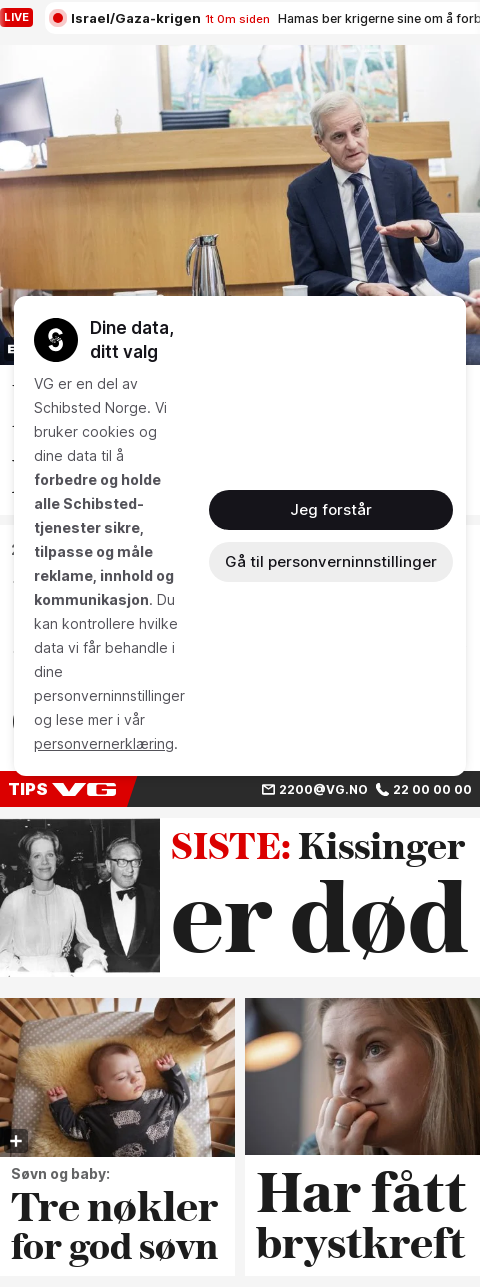 LIVE
Israel/Gaza-krigen 1t 0m siden Hamas ber krigerne sine om å forb
Dine data,
ditt valg
VG er en del av
Schibsted Norge. Vi
bruker cookies og
dine data til å
forbedre og holde
alle Schibsted-
tjenester sikre,
tilpasse og måle
reklame, innhold og
kommunikasjon. Du
kan kontrollere hvilke
data vi får behandle i
dine
personverninnstillinger
og lese mer i vår
personvernerklæring.
Jeg forstår
Gå til personverninnstillinger
TIPS VG 2200@VG.NO 22 00 00 00
SISTE: Kissinger
er død
Søvn og baby:
Tre nøkler
for god søvn
Har fått
brystkreft